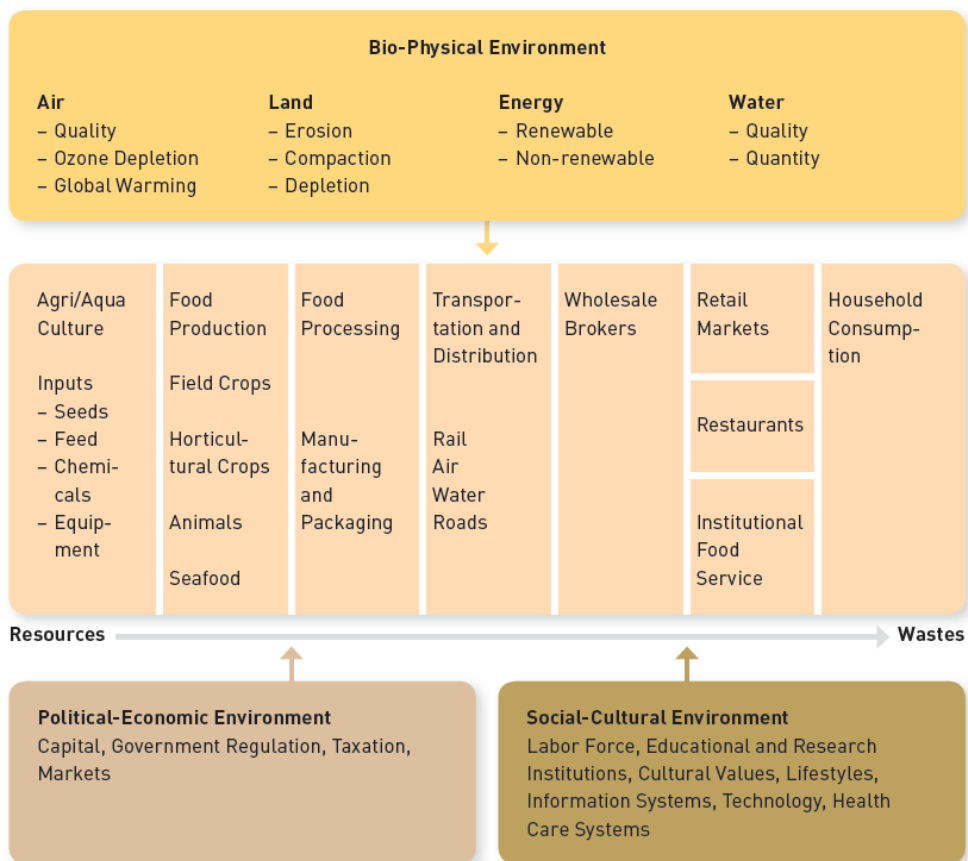 Bio-Physical Environment
Air
– Quality
– Ozone Depletion
– Global Warming
Land
– Erosion
– Compaction
– Depletion
Energy
– Renewable
– Non-renewable
Water
– Quality
– Quantity
Agri/Aqua
Culture
Inputs
– Seeds
– Feed
– Chemi-
cals
– Equip-
ment
Food
Production
Field Crops
Horticul-
tural Crops
Animals
Seafood
Food
Processing
Manu-
facturing
and
Packaging
Transpor-
tation and
Distribution
Rail
Air
Water
Roads
Wholesale
Brokers
Retail
Markets
Restaurants
Institutional
Food
Service
Household
Consump-
tion
Resources
Wastes
Political-Economic Environment
Capital, Government Regulation, Taxation,
Markets
Social-Cultural Environment
Labor Force, Educational and Research
Institutions, Cultural Values, Lifestyles,
Information Systems, Technology, Health
Care Systems